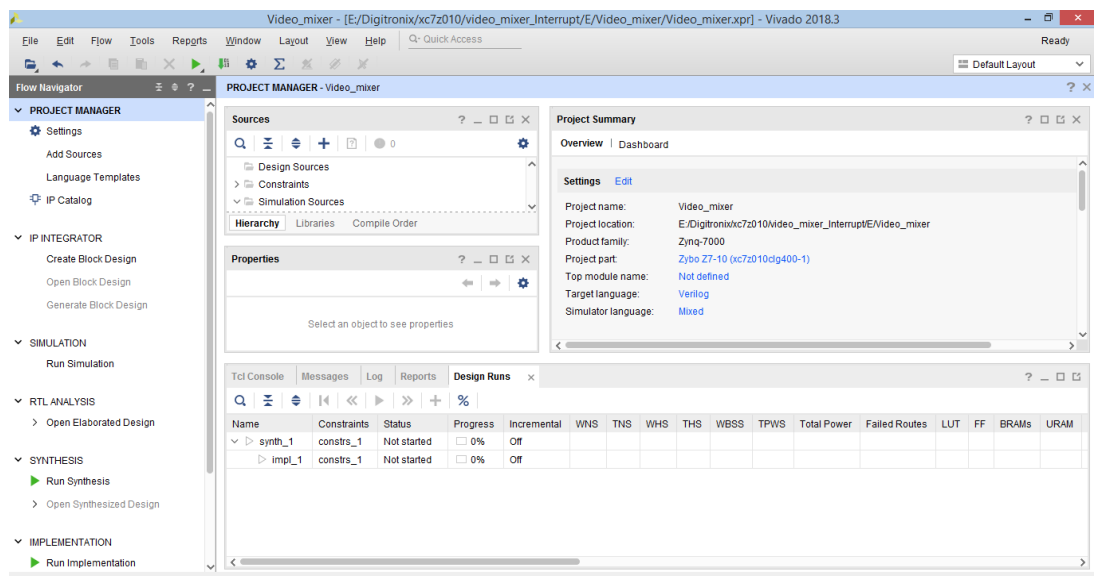 Video_mixer - [E:/Digitronix/xc7z010/video_mixer_Interrupt/E/Video_mixer/Video_mixer.xpr] - Vivado 2018.3
File Edit Flow Tools Reports Window Layout View Help Q- Quick Access Ready
Default Layout
Flow Navigator
PROJECT MANAGER
Settings
Add Sources
Language Templates
IP Catalog
IP INTEGRATOR
Create Block Design
Open Block Design
Generate Block Design
SIMULATION
Run Simulation
RTL ANALYSIS
Open Elaborated Design
SYNTHESIS
Run Synthesis
Open Synthesized Design
IMPLEMENTATION
Run Implementation
PROJECT MANAGER - Video_mixer
Sources
0
Design Sources
Constraints
Simulation Sources
Hierarchy Libraries Compile Order
Properties
Select an object to see properties
Project Summary
Overview | Dashboard
Settings Edit
Project name: Video_mixer
Project location: E:/Digitronix/xc7z010/video_mixer_Interrupt/E/Video_mixer
Product family: Zynq-7000
Project part: Zybo Z7-10 (xc7z010clg400-1)
Top module name: Not defined
Target language: Verilog
Simulator language: Mixed
Tcl Console Messages Log Reports Design Runs
Name Constraints Status Progress Incremental WNS TNS WHS THS WBSS TPWS Total Power Failed Routes LUT FF BRAMs URAM
synth_1 constrs_1 Not started 0% Off
impl_1 constrs_1 Not started 0% Off